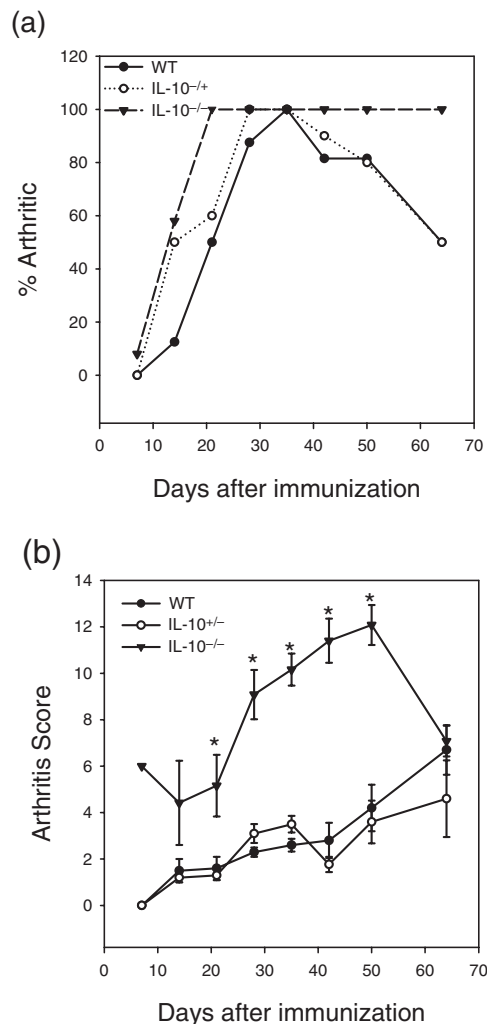 (a)
120
100
80
60
40
20
0
WT
IL-10⁻/⁺
IL-10⁻/⁻
% Arthritic
0 10 20 30 40 50 60 70
Days after immunization
(b)
14
12
10
8
6
4
2
0
WT
IL-10⁺/⁻
IL-10⁻/⁻
* * * * *
Arthritis Score
0 10 20 30 40 50 60 70
Days after immunization